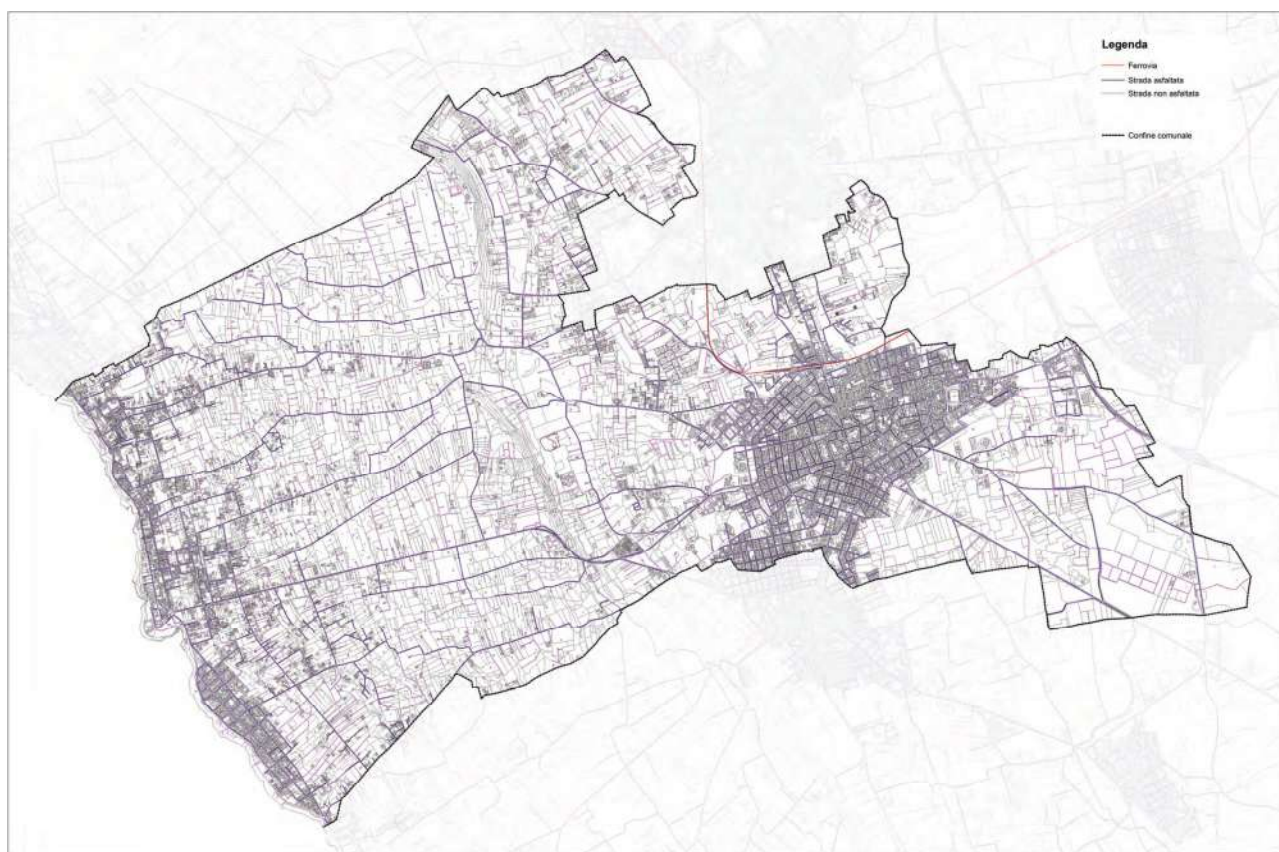 Legenda
Ferrovia
Strada asfaltata
Strada non asfaltata
Confine comunale